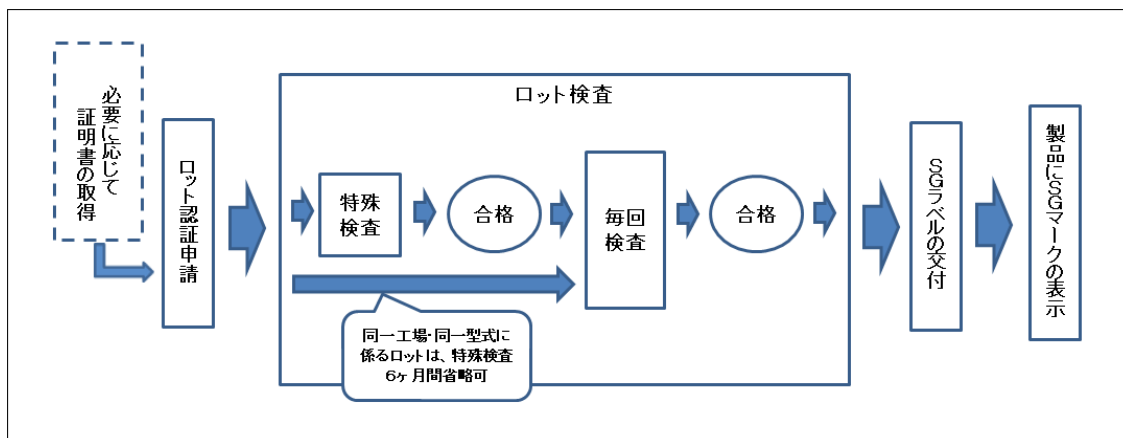 必要に応じて
証明書の取得
ロット認証申請
ロット検査
特殊
検査
合格
毎回
検査
合格
同一工場・同一型式に
係るロットは、特殊検査
6ヶ月間省略可
SGラベルの交付
製品にSGマークの表示